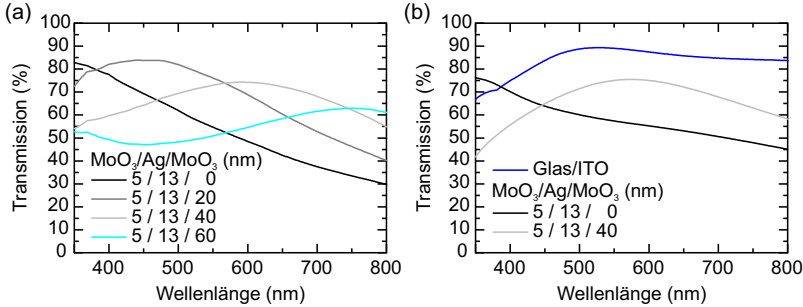 (a)
100
90
80
70
60
50
40
30
20
10
0
Transmission (%)
MoO₃/Ag/MoO₃ (nm)
5 / 13 / 0
5 / 13 / 20
5 / 13 / 40
5 / 13 / 60
400 500 600 700 800
Wellenlänge (nm)
(b)
100
90
80
70
60
50
40
30
20
10
0
Transmission (%)
Glas/ITO
MoO₃/Ag/MoO₃ (nm)
5 / 13 / 0
5 / 13 / 40
400 500 600 700 800
Wellenlänge (nm)